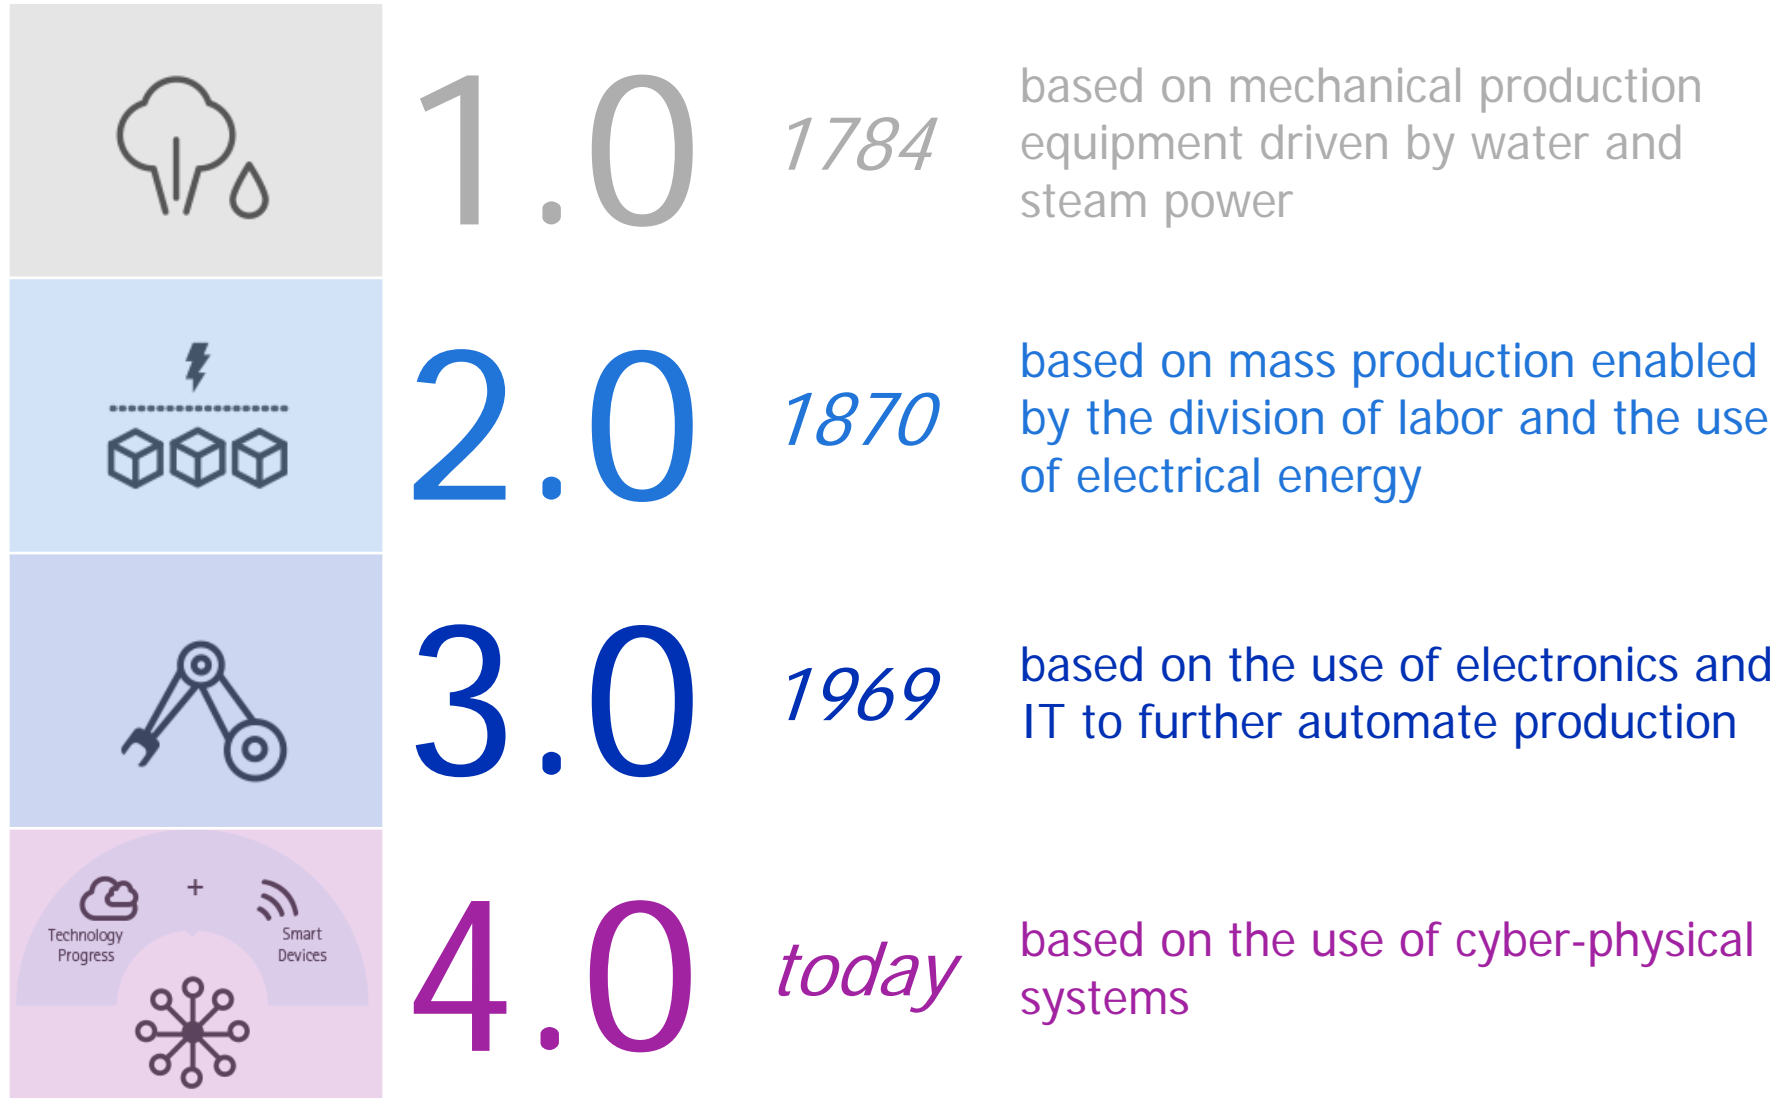 1.0
1784
based on mechanical production
equipment driven by water and
steam power
2.0
1870
based on mass production enabled
by the division of labor and the use
of electrical energy
3.0
1969
based on the use of electronics and
IT to further automate production
+
Technology
Progress
Smart
Devices
4.0
today
based on the use of cyber-physical
systems